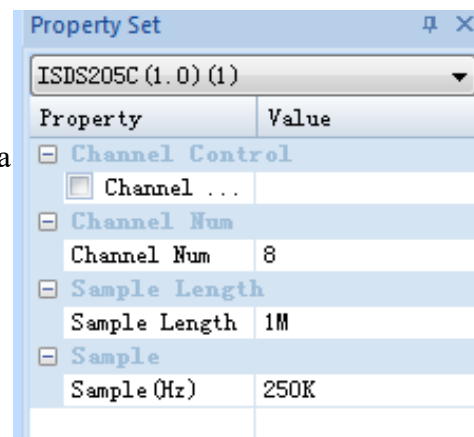 Property Set
ISDS205C(1.0)(1)
Property Value
a
Channel Control
Channel ...
Channel Num
Channel Num 8
Sample Length
Sample Length 1M
Sample
Sample(Hz) 250K